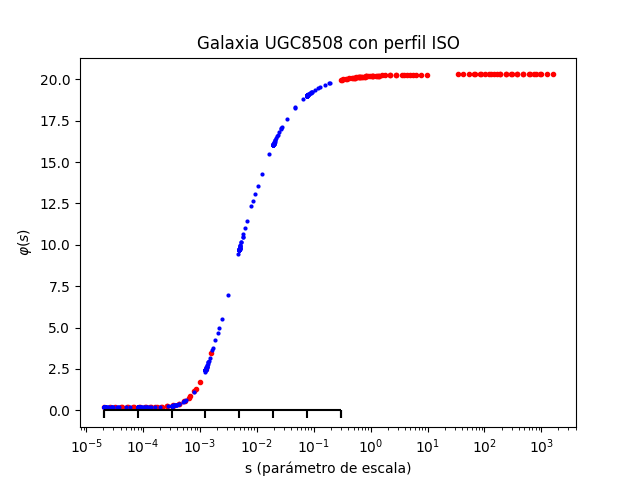 Galaxia UGC8508 con perfil ISO
20.0
17.5
15.0
12.5
10.0
7.5
5.0
2.5
0.0
φ(s)
10⁻⁵ 10⁻⁴ 10⁻³ 10⁻² 10⁻¹ 10⁰ 10¹ 10² 10³
s (parámetro de escala)